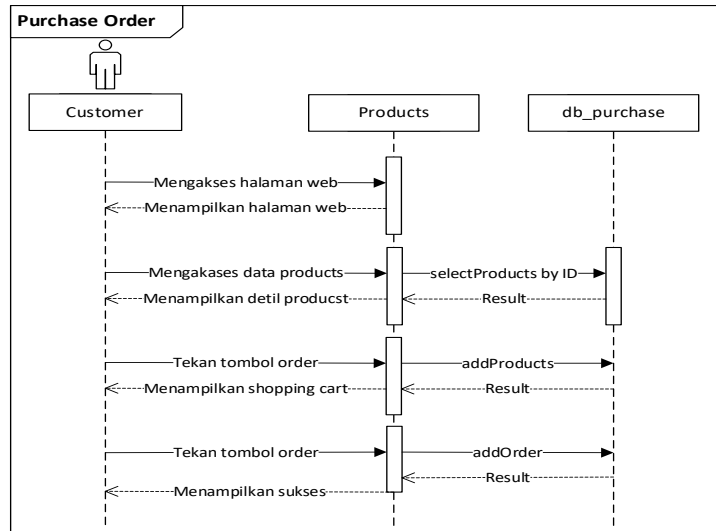 Purchase Order
Customer
Products
db_purchase
Mengakses halaman web
Menampilkan halaman web
Mengakases data products
selectProducts by ID
Menampilkan detil producst
Result
Tekan tombol order
addProducts
Menampilkan shopping cart
Result
Tekan tombol order
addOrder
Result
Menampilkan sukses